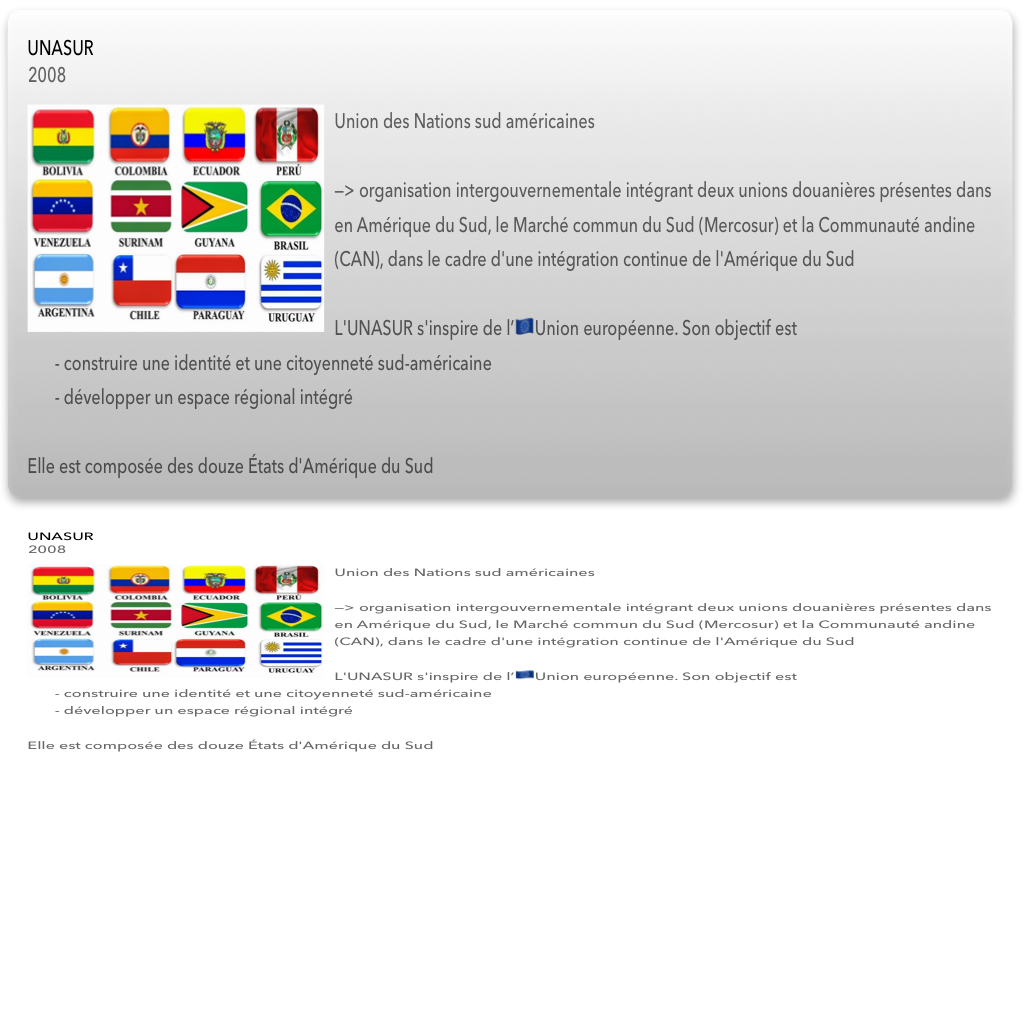 UNASUR
2008
BOLIVIA COLOMBIA ECUADOR PERÚ
VENEZUELA SURINAM GUYANA BRASIL
ARGENTINA CHILE PARAGUAY URUGUAY
Union des Nations sud américaines
–> organisation intergouvernementale intégrant deux unions douanières présentes dans
en Amérique du Sud, le Marché commun du Sud (Mercosur) et la Communauté andine
(CAN), dans le cadre d'une intégration continue de l'Amérique du Sud
L'UNASUR s'inspire de l’🇪🇺Union européenne. Son objectif est
- construire une identité et une citoyenneté sud-américaine
- développer un espace régional intégré
Elle est composée des douze États d'Amérique du Sud
UNASUR
2008
BOLIVIA COLOMBIA ECUADOR PERÚ
VENEZUELA SURINAM GUYANA BRASIL
ARGENTINA CHILE PARAGUAY URUGUAY
Union des Nations sud américaines
–> organisation intergouvernementale intégrant deux unions douanières présentes dans
en Amérique du Sud, le Marché commun du Sud (Mercosur) et la Communauté andine
(CAN), dans le cadre d'une intégration continue de l'Amérique du Sud
L'UNASUR s'inspire de l’🇪🇺Union européenne. Son objectif est
- construire une identité et une citoyenneté sud-américaine
- développer un espace régional intégré
Elle est composée des douze États d'Amérique du Sud